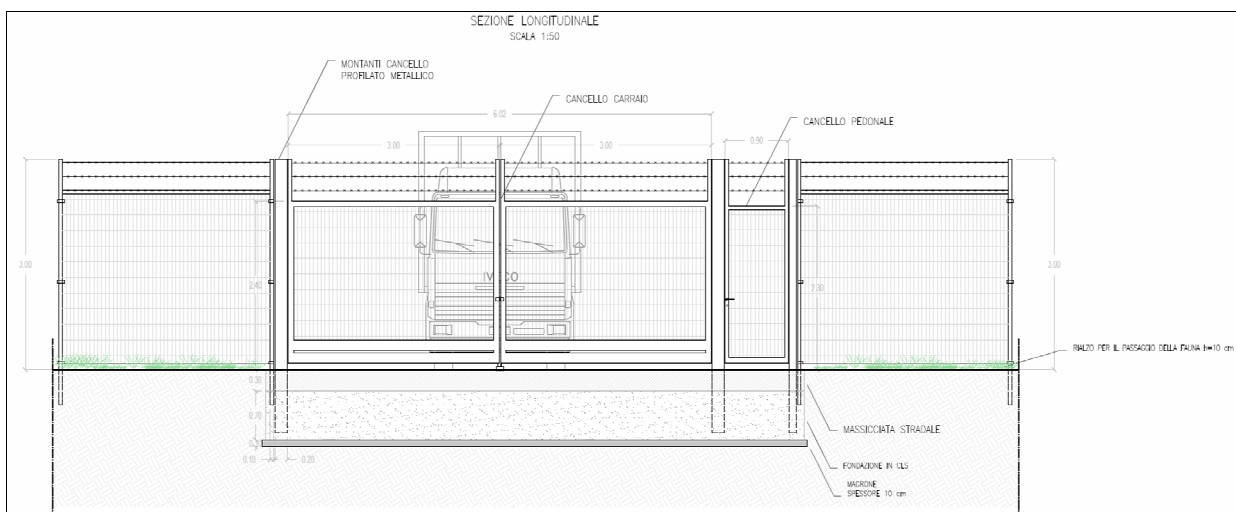 SEZIONE LONGITUDINALE
SCALA 1:50
MONTANTI CANCELLO
PROFILATO METALLICO
CANCELLO CARRAIO
6.02
CANCELLO PEDONALE
3.00
3.00
0.90
3.00
2.40
IVECO
2.30
3.00
RIALZO PER IL PASSAGGIO DELLA FAUNA h=10 cm
0.30
0.70
MASSICCIATA STRADALE
0.20
FONDAZIONE IN CLS
MAGRONE
SPESSORE 10 cm